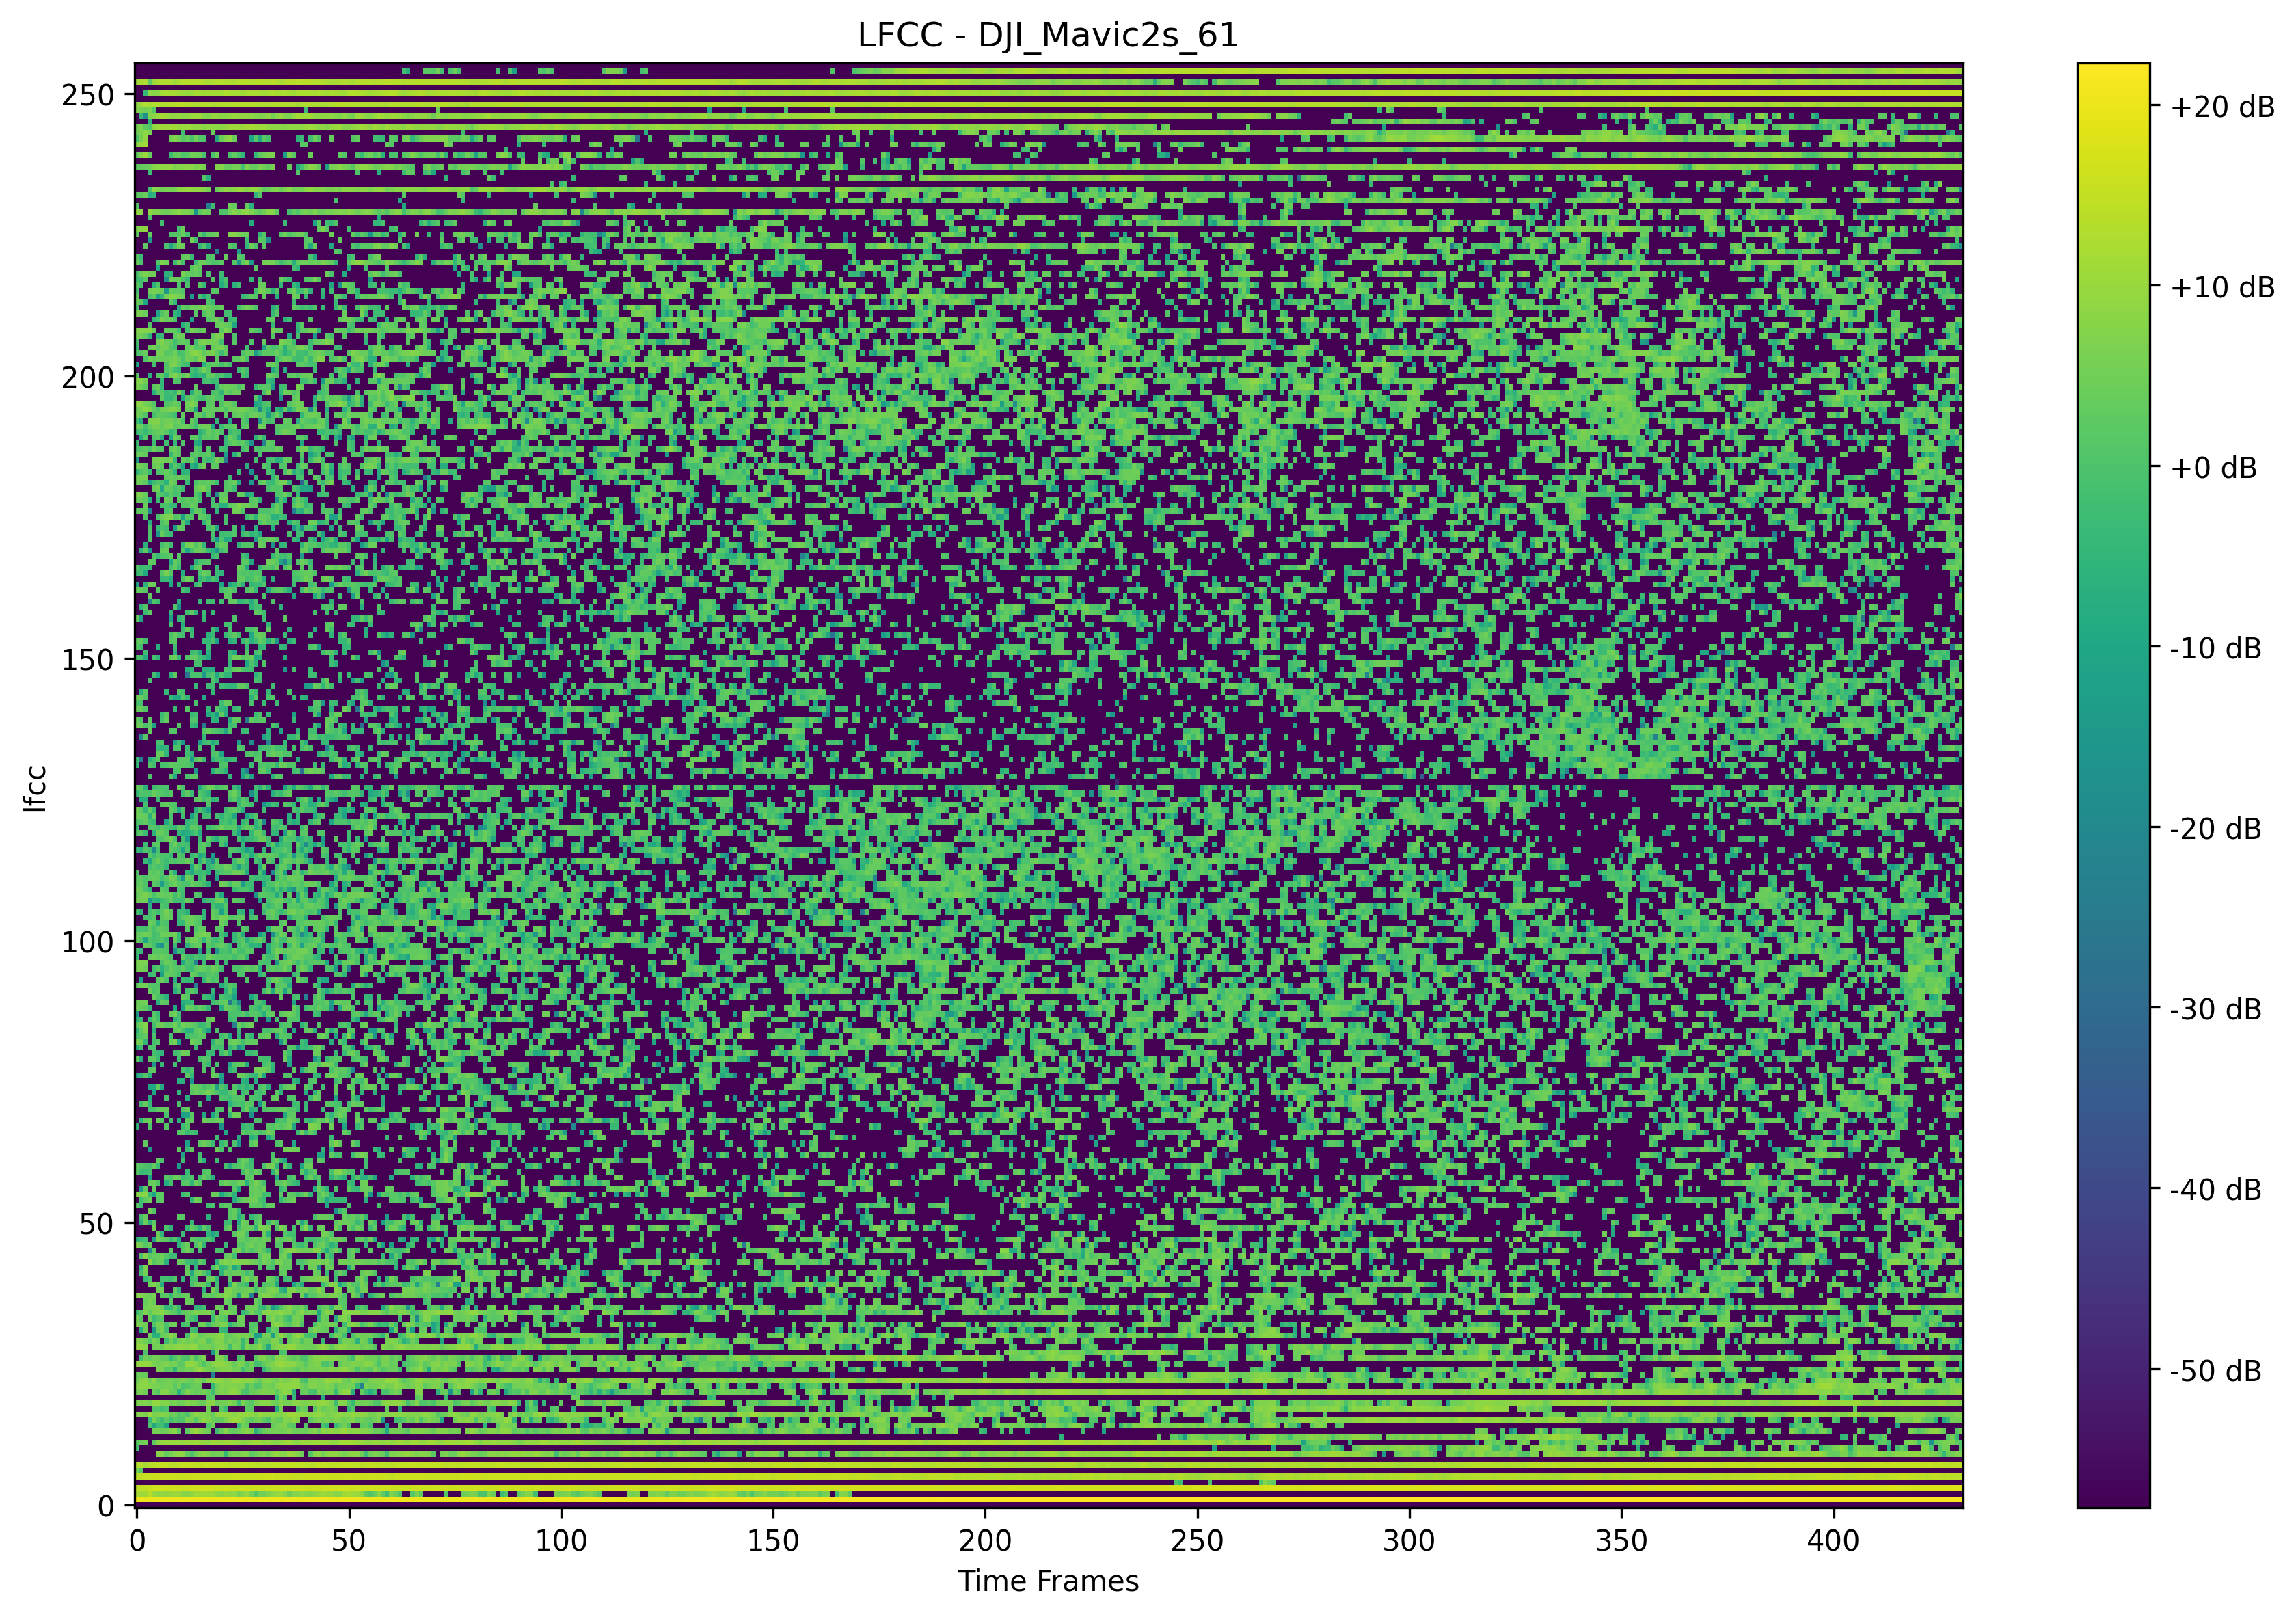 LFCC - DJI_Mavic2s_61
250
200
150
100
50
0
lfcc
0 50 100 150 200 250 300 350 400
Time Frames
+20 dB
+10 dB
+0 dB
-10 dB
-20 dB
-30 dB
-40 dB
-50 dB